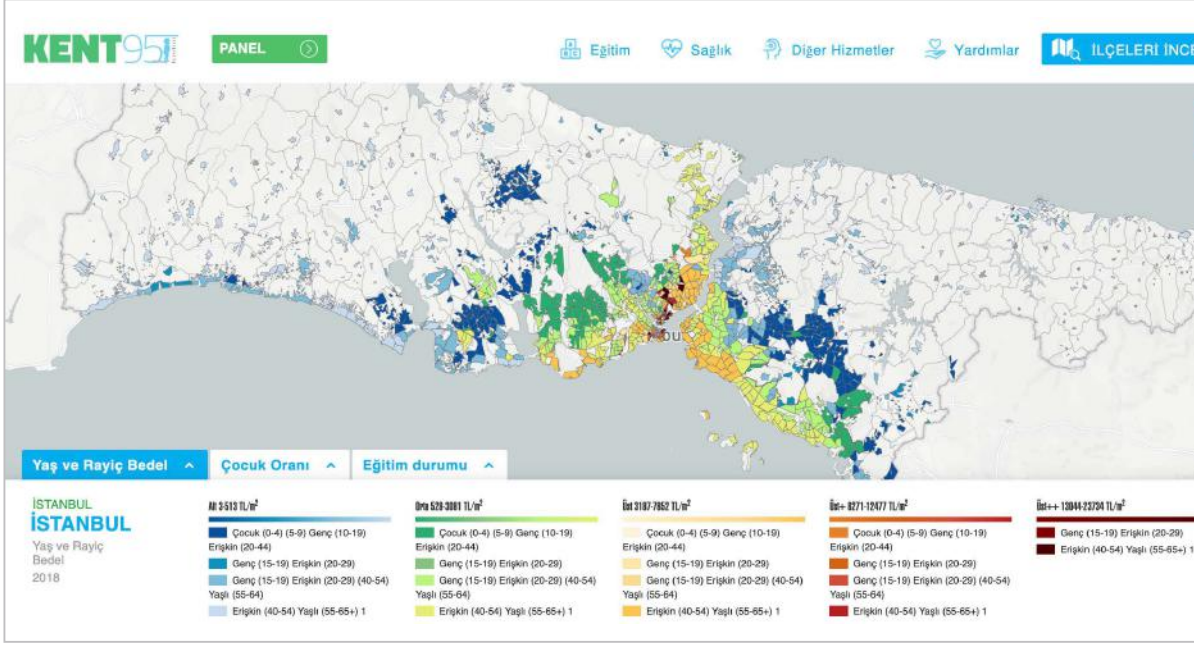 KENT95
PANEL
Eğitim
Sağlık
Diğer Hizmetler
Yardımlar
İLÇELERİ İNCE
Yaş ve Rayiç Bedel
Çocuk Oranı
Eğitim durumu
İSTANBUL
İSTANBUL
Yaş ve Rayiç
Bedel
2018
Alt 3-513 TL/m²
Çocuk (0-4) (5-9) Genç (10-19)
Erişkin (20-44)
Genç (15-19) Erişkin (20-29)
Genç (15-19) Erişkin (20-29) (40-54)
Yaşlı (55-64)
Erişkin (40-54) Yaşlı (55-65+) 1
Orta 528-3081 TL/m²
Çocuk (0-4) (5-9) Genç (10-19)
Erişkin (20-44)
Genç (15-19) Erişkin (20-29)
Genç (15-19) Erişkin (20-29) (40-54)
Yaşlı (55-64)
Erişkin (40-54) Yaşlı (55-65+) 1
Üst 3187-7852 TL/m²
Çocuk (0-4) (5-9) Genç (10-19)
Erişkin (20-44)
Genç (15-19) Erişkin (20-29)
Genç (15-19) Erişkin (20-29) (40-54)
Yaşlı (55-64)
Erişkin (40-54) Yaşlı (55-65+) 1
Üst+ 8271-12477 TL/m²
Çocuk (0-4) (5-9) Genç (10-19)
Erişkin (20-44)
Genç (15-19) Erişkin (20-29)
Genç (15-19) Erişkin (20-29) (40-54)
Yaşlı (55-64)
Erişkin (40-54) Yaşlı (55-65+) 1
Üst++ 13044-23734 TL/m²
Genç (15-19) Erişkin (20-29)
Erişkin (40-54) Yaşlı (55-65+) 1